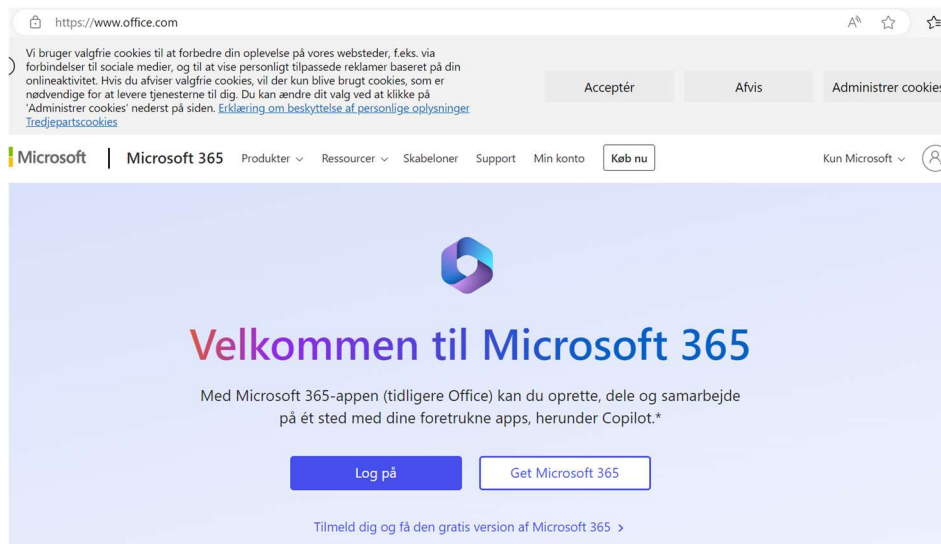 https://www.office.com
Vi bruger valgfrie cookies til at forbedre din oplevelse på vores websteder, f.eks. via
forbindelser til sociale medier, og til at vise personligt tilpassede reklamer baseret på din
onlineaktivitet. Hvis du afviser valgfrie cookies, vil der kun blive brugt cookies, som er
nødvendige for at levere tjenesterne til dig. Du kan ændre dit valg ved at klikke på
'Administrer cookies' nederst på siden. Erklæring om beskyttelse af personlige oplysninger
Tredjepartscookies
Acceptér Afvis Administrer cookies
Microsoft Microsoft 365 Produkter Ressourcer Skabeloner Support Min konto Køb nu Kun Microsoft
Velkommen til Microsoft 365
Med Microsoft 365-appen (tidligere Office) kan du oprette, dele og samarbejde
på ét sted med dine foretrukne apps, herunder Copilot.*
Log på Get Microsoft 365
Tilmeld dig og få den gratis version af Microsoft 365 >